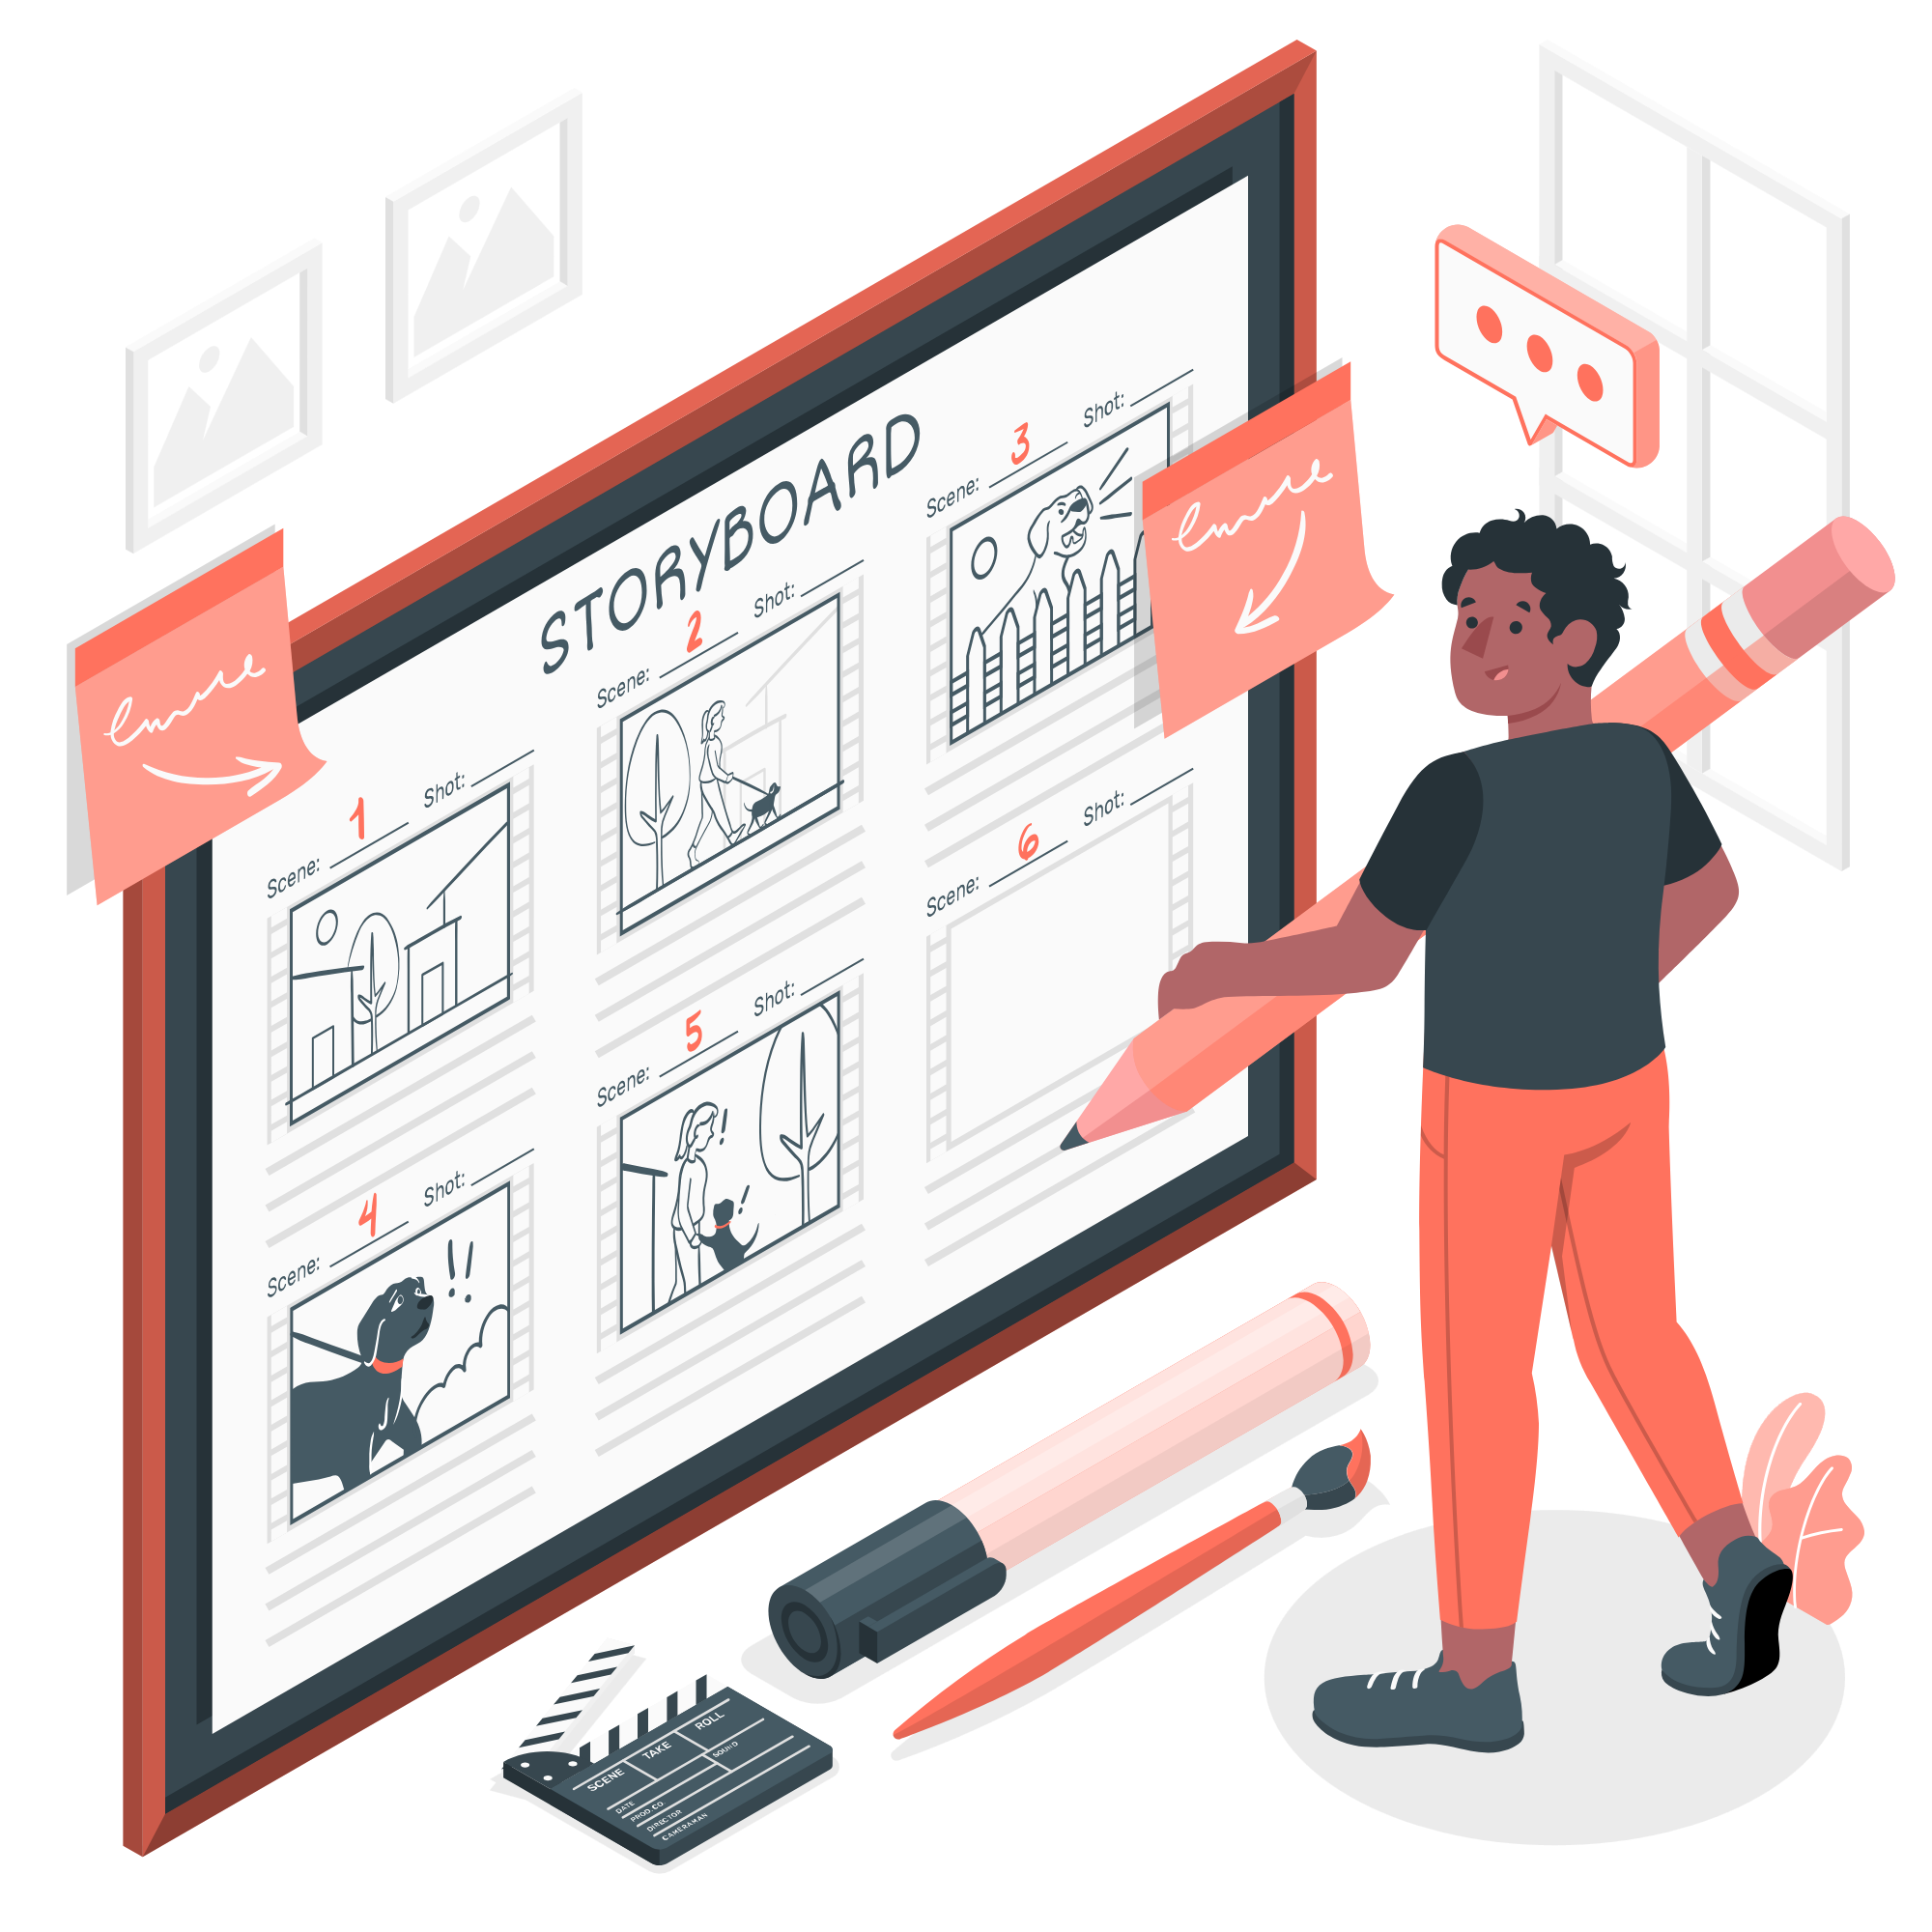 STORYBOARD
Scene: 1 Shot:
Scene: 2 Shot:
Scene: 3 Shot:
Scene: 4 Shot:
!!
Scene: 5 Shot:
!
!
Scene: 6 Shot:
SCENE TAKE ROLL
DATE SOUND
PROD.CO.
DIRECTOR
CAMERAMAN